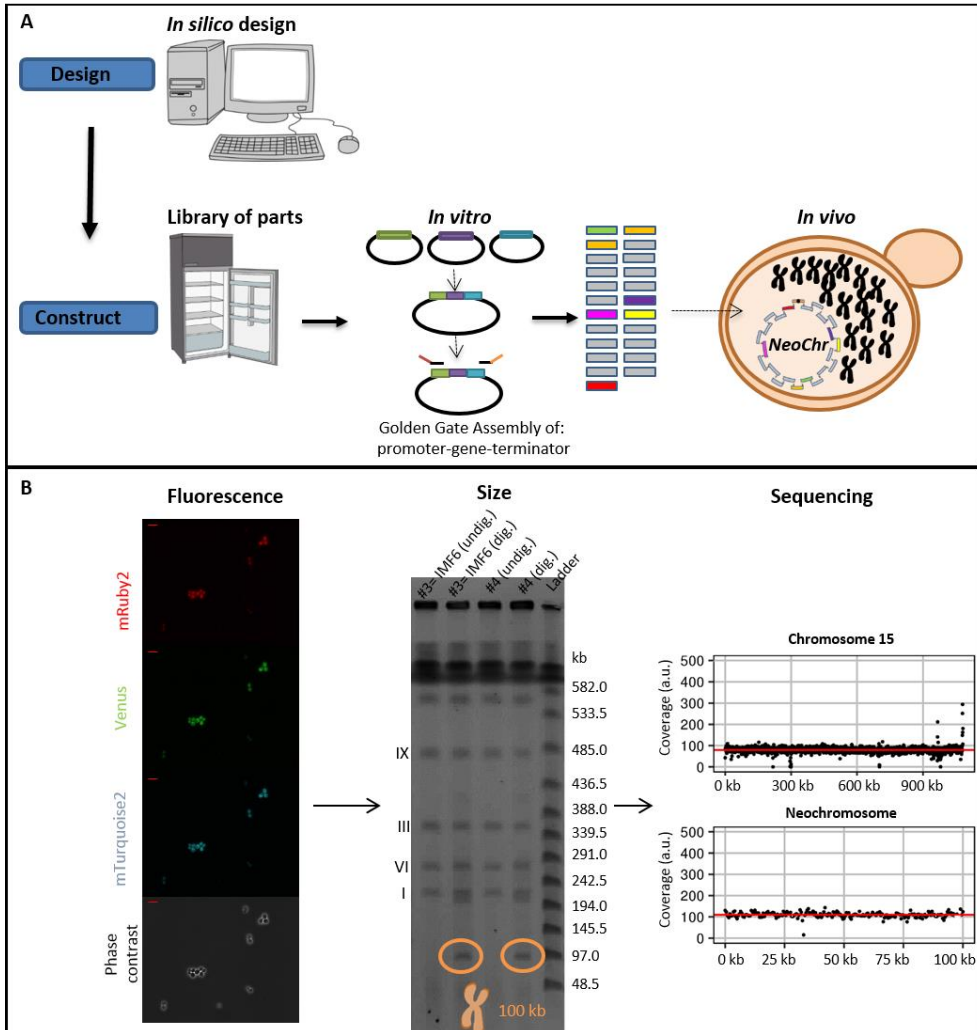 A
In silico design
Design
Library of parts
In vitro
In vivo
Construct
NeoChr
Golden Gate Assembly of:
promoter-gene-terminator
B
Fluorescence
Size
Sequencing
mRuby2
Venus
mTurquoise2
Phase
contrast
#3= IMF6 (undig.)
#3= IMF6 (dig.)
#4 (undig.)
#4 (dig.)
Ladder
kb
582.0
533.5
485.0
436.5
388.0
339.5
291.0
242.5
194.0
145.5
97.0
48.5
IX
III
VI
I
100 kb
Chromosome 15
Coverage (a.u.)
500
400
300
200
100
0
0 kb
300 kb
600 kb
900 kb
Neochromosome
Coverage (a.u.)
500
400
300
200
100
0
0 kb
25 kb
50 kb
75 kb
100 kb